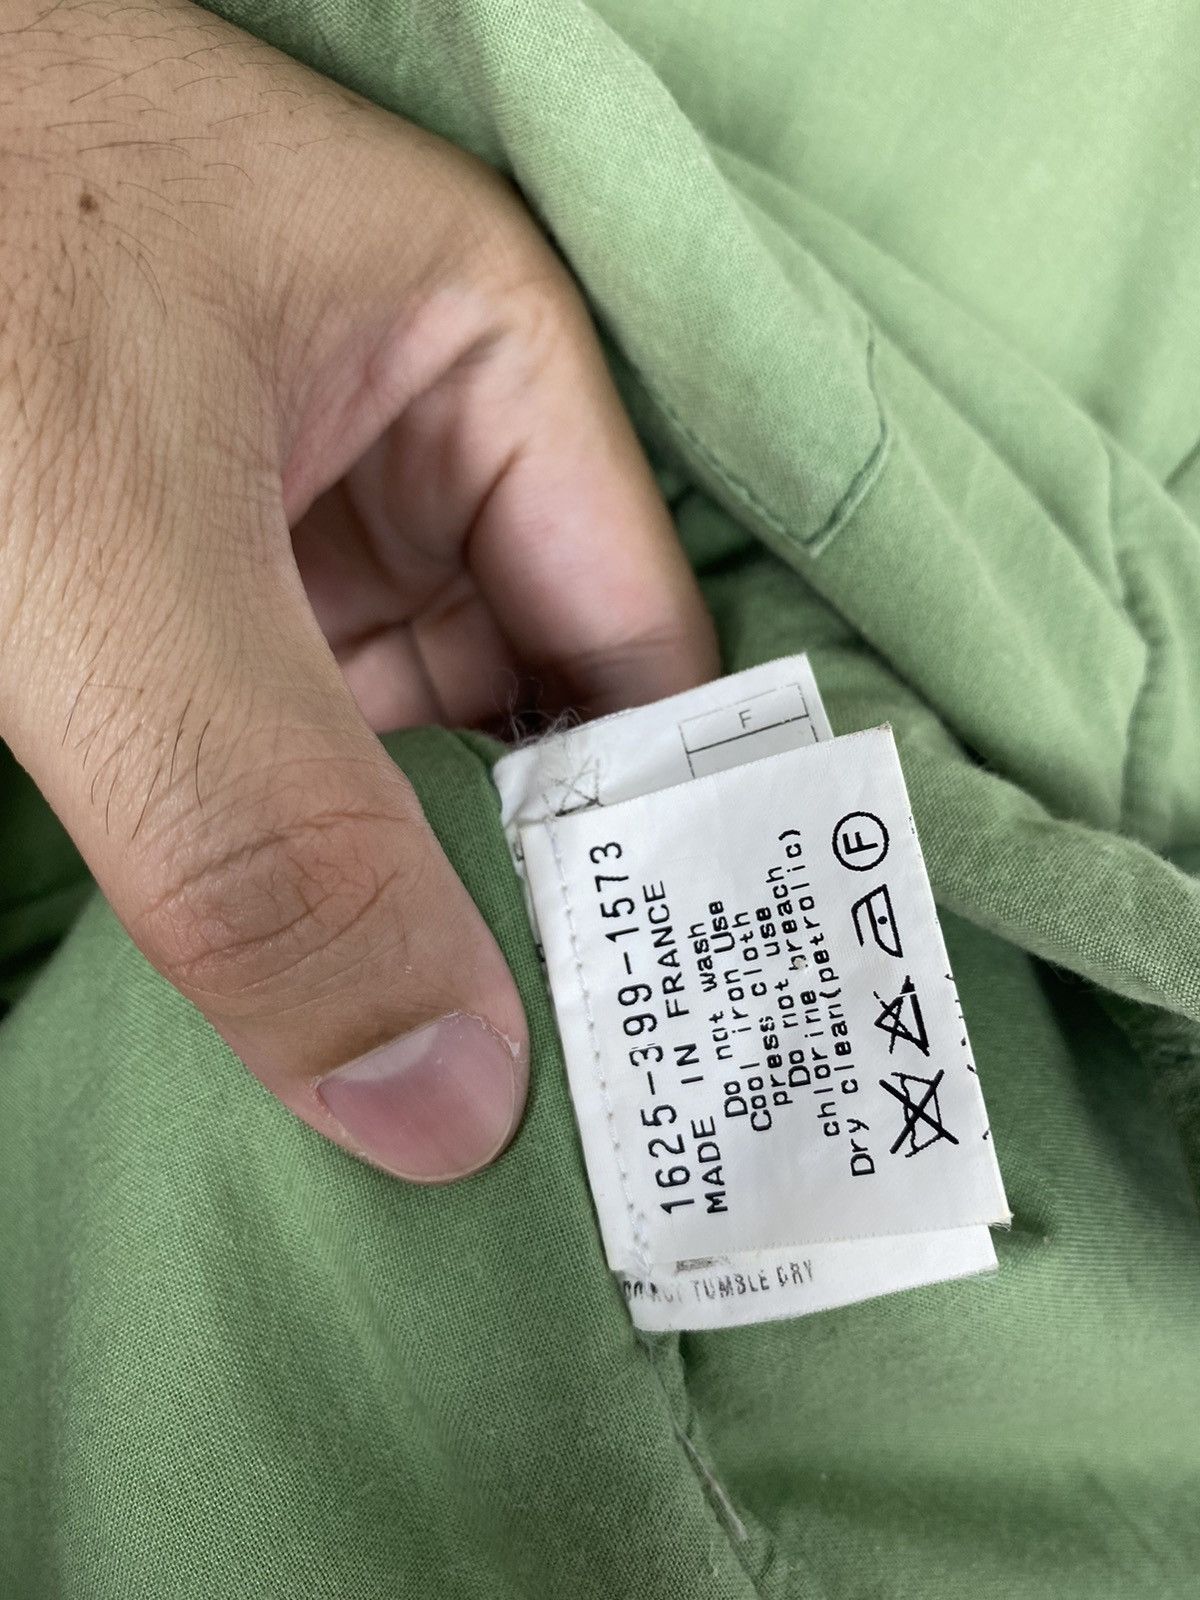 1625-399-1573
MADE IN FRANCE
Do not wash
Cool iron Use
press cloth
Do not use
chlorine breach
Dry clean(petrolic)
F
F
TUMBLE DRY